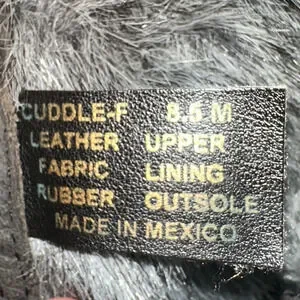 CUDDLE-F 8.5 M
LEATHER UPPER
FABRIC LINING
RUBBER OUTSOLE
MADE IN MEXICO